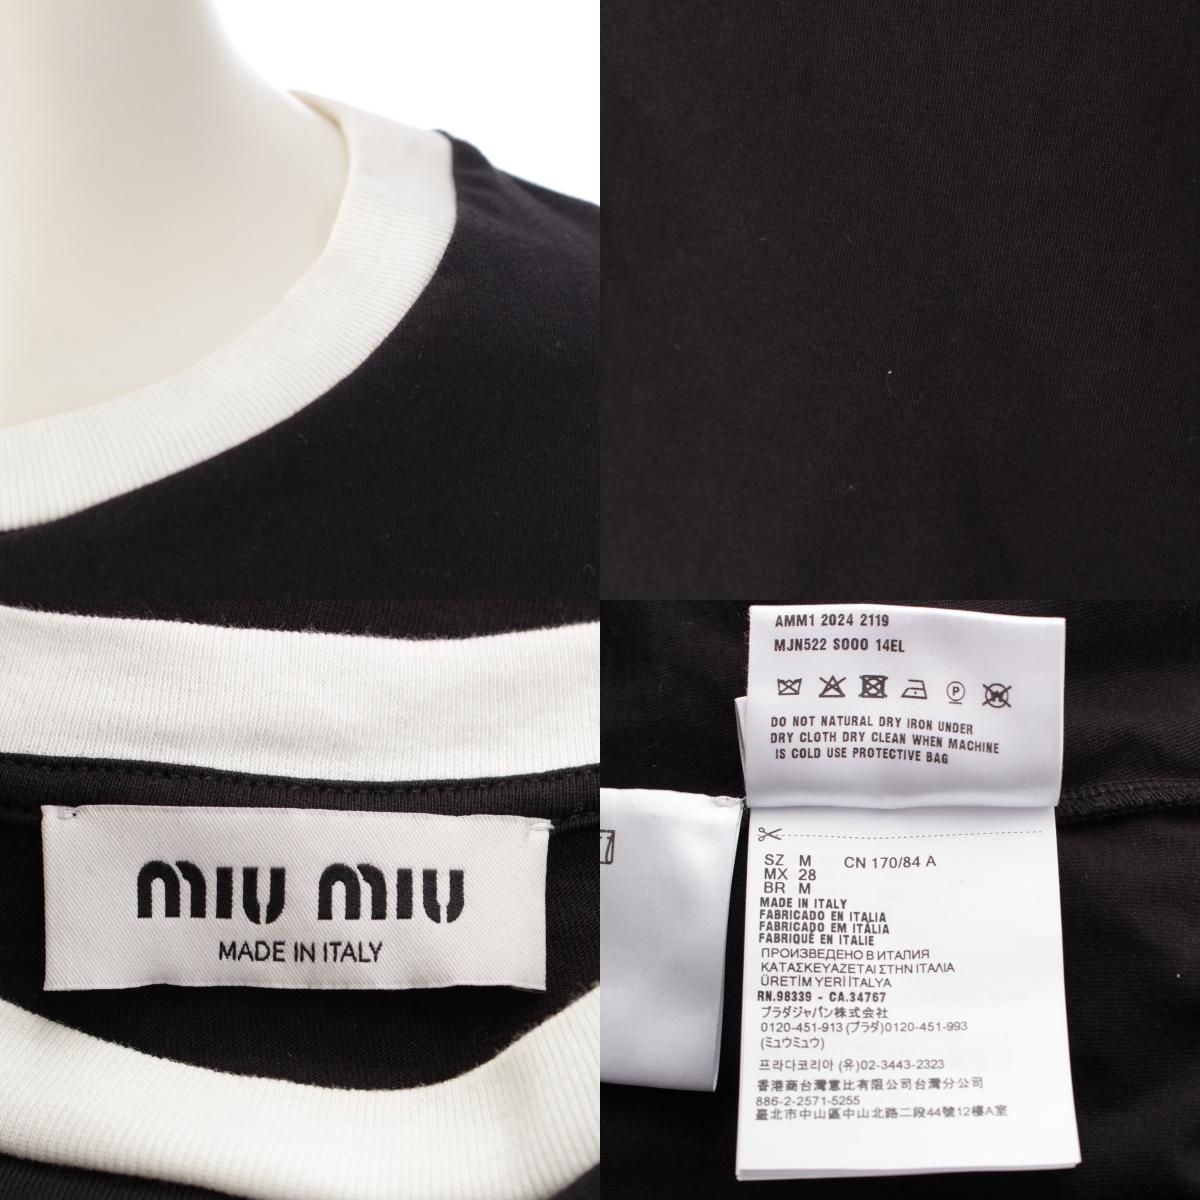 miu miu
MADE IN ITALY
AMM1 2024 2119
MJN522 S000 14EL
DO NOT NATURAL DRY IRON UNDER
DRY CLOTH DRY CLEAN WHEN MACHINE
IS COLD USE PROTECTIVE BAG
SZ M CN 170/84 A
MX 28
BR M
MADE IN ITALY
FABRICADO EN ITALIA
FABRICADO EM ITÁLIA
FABRIQUÉ EN ITALIE
ПРОИЗВЕДЕНО В ИТАЛИЯ
ΚΑΤΑΣΚΕΥΑΖΕΤΑΙ ΣΤΗΝ ΙΤΑΛΙΑ
ÜRETİM YERİ İTALYA
RN.98339 - CA.34767
プラダジャパン株式会社
0120-451-913 (プラダ)0120-451-993
(ミュウミュウ)
프라다코리아 (유)02-3443-2323
香港商台灣意比有限公司台灣分公司
886-2-2571-5255
臺北市中山區中山北路二段44號12樓A室